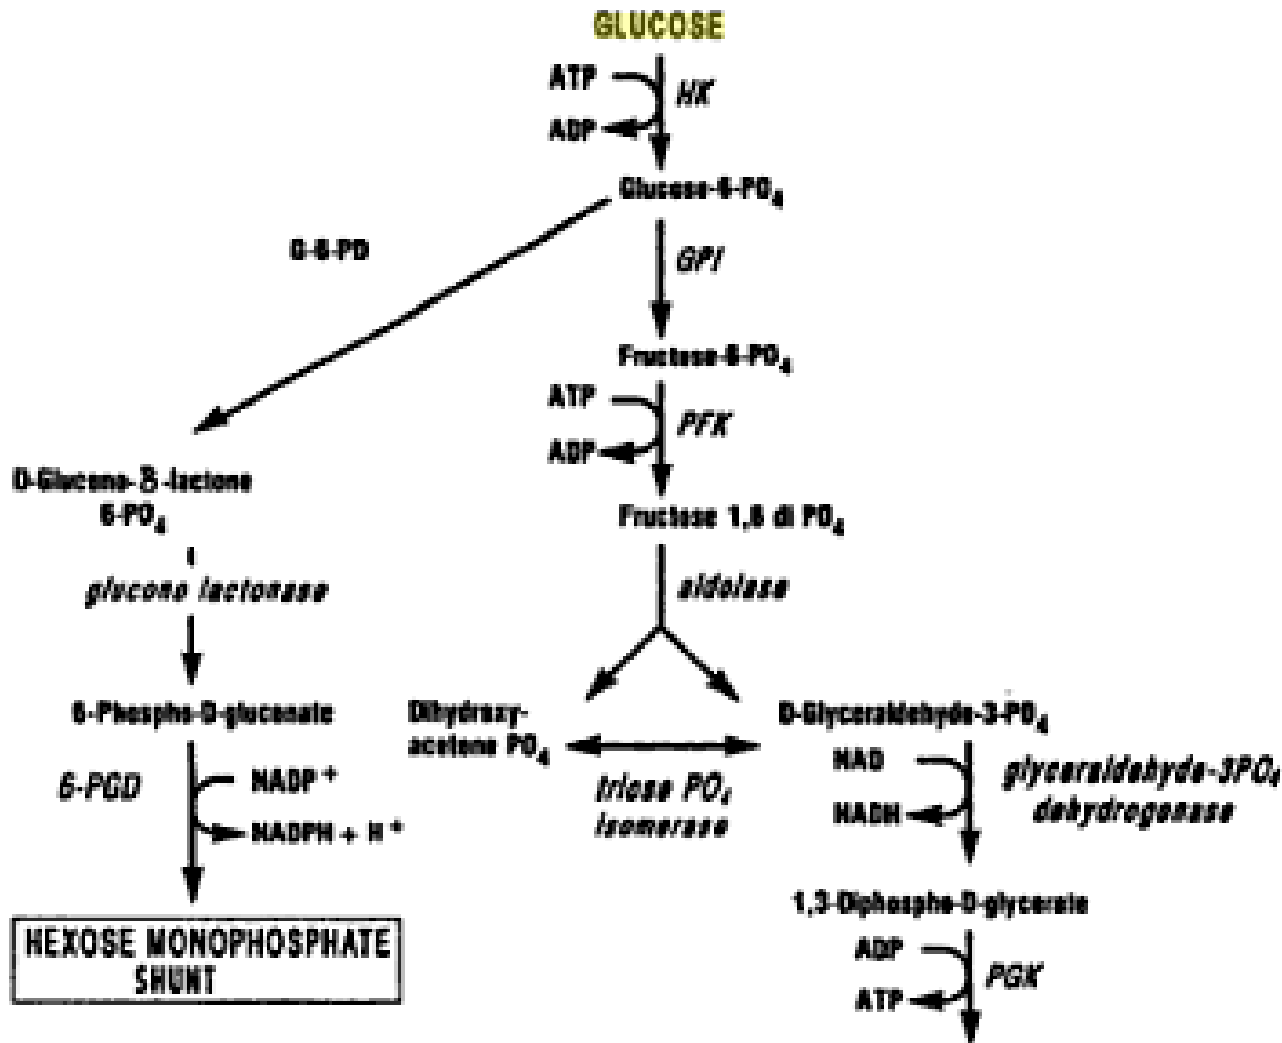 GLUCOSE
ATP
HK
ADP
Glucose-6-PO4
G-6-PD
GPI
Fructose-6-PO4
ATP
PFK
ADP
D-Glucono-δ-lactone
6-PO4
Fructose 1,6 di PO4
glucono lactonase
aldolase
6-Phospho-D-gluconate
Dihydroxy-
acetone PO4
D-Glyceraldehyde-3-PO4
6-PGD
NADP+
NADPH + H+
triose PO4
isomerase
NAD
NADH
glyceraldehyde-3PO4
dehydrogenase
1,3-Diphospho-D-glycerate
HEXOSE MONOPHOSPHATE
SHUNT
ADP
PGK
ATP